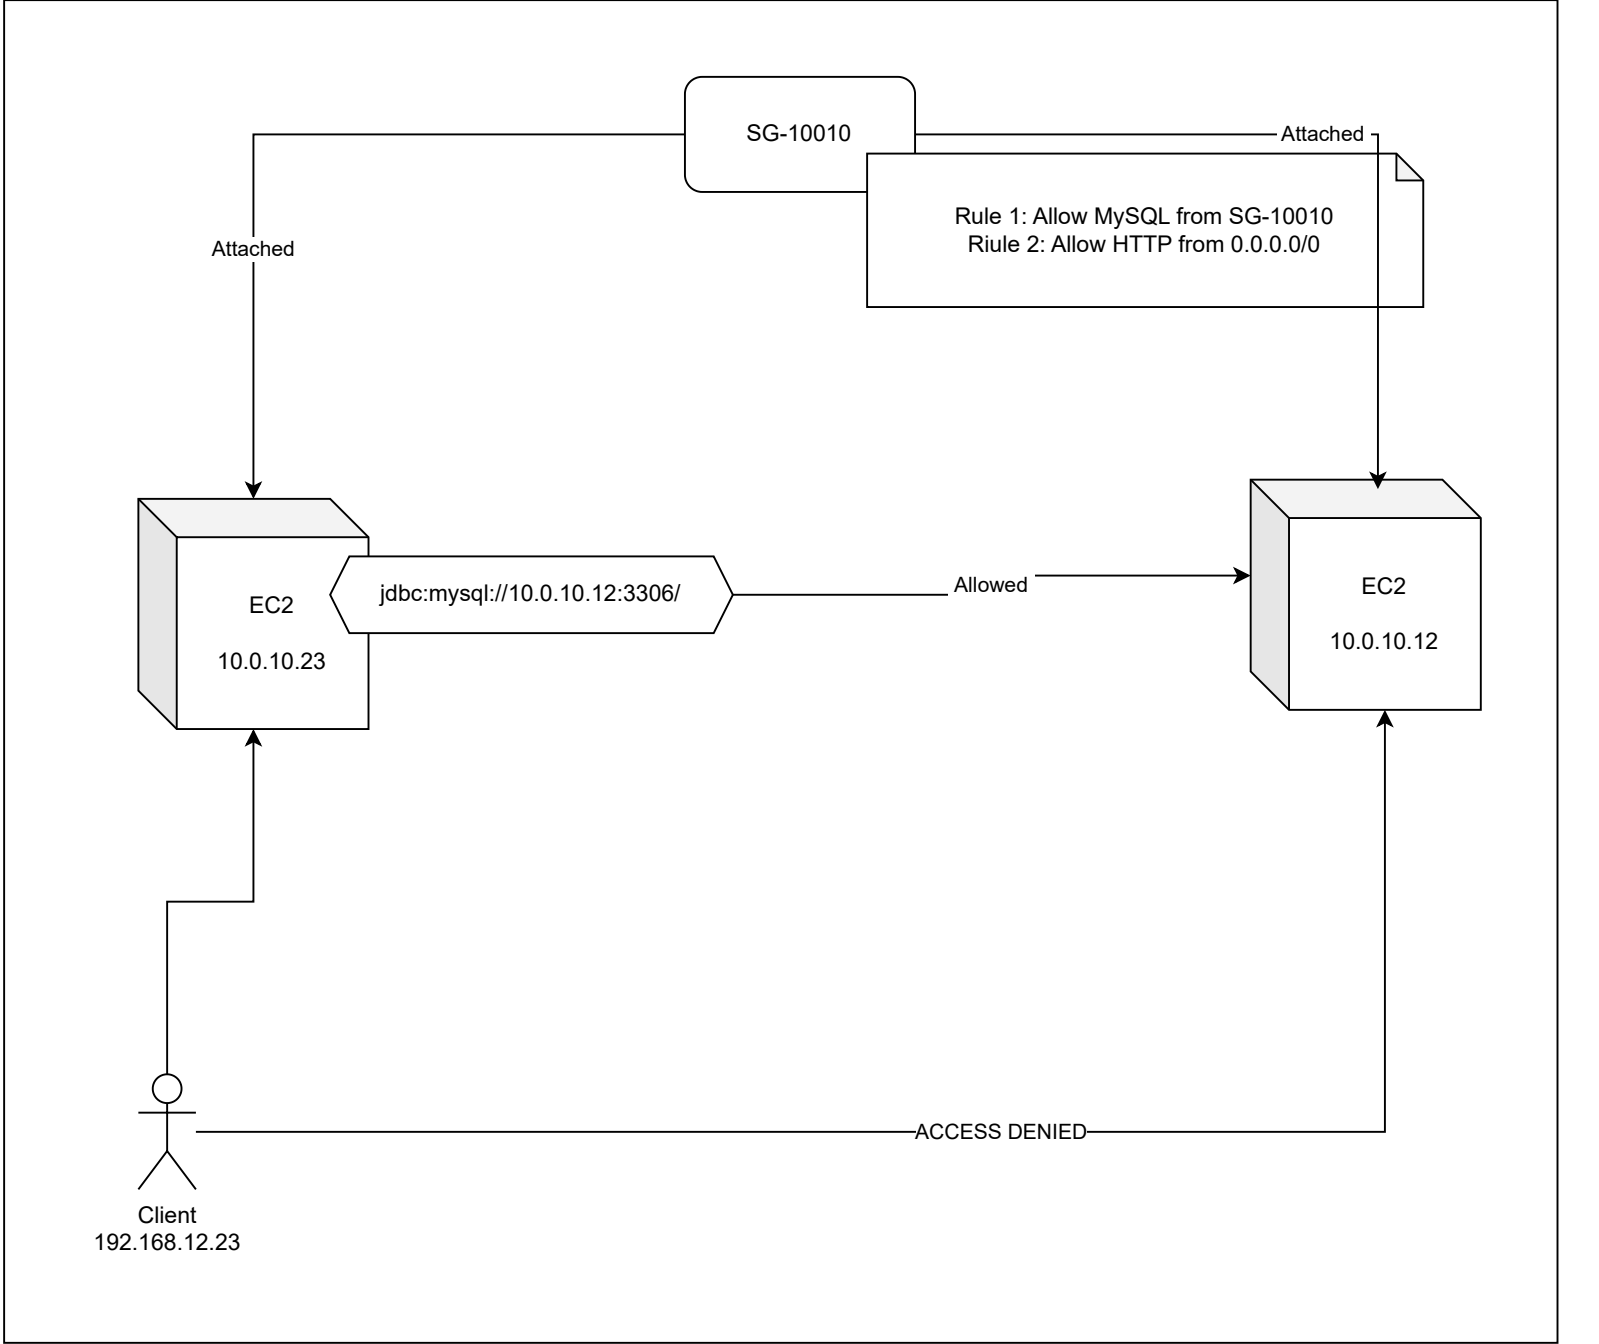 SG-10010
Attached
Rule 1: Allow MySQL from SG-10010
Riule 2: Allow HTTP from 0.0.0.0/0
Attached
jdbc:mysql://10.0.10.12:3306/
Allowed
EC2
10.0.10.23
EC2
10.0.10.12
ACCESS DENIED
Client
192.168.12.23